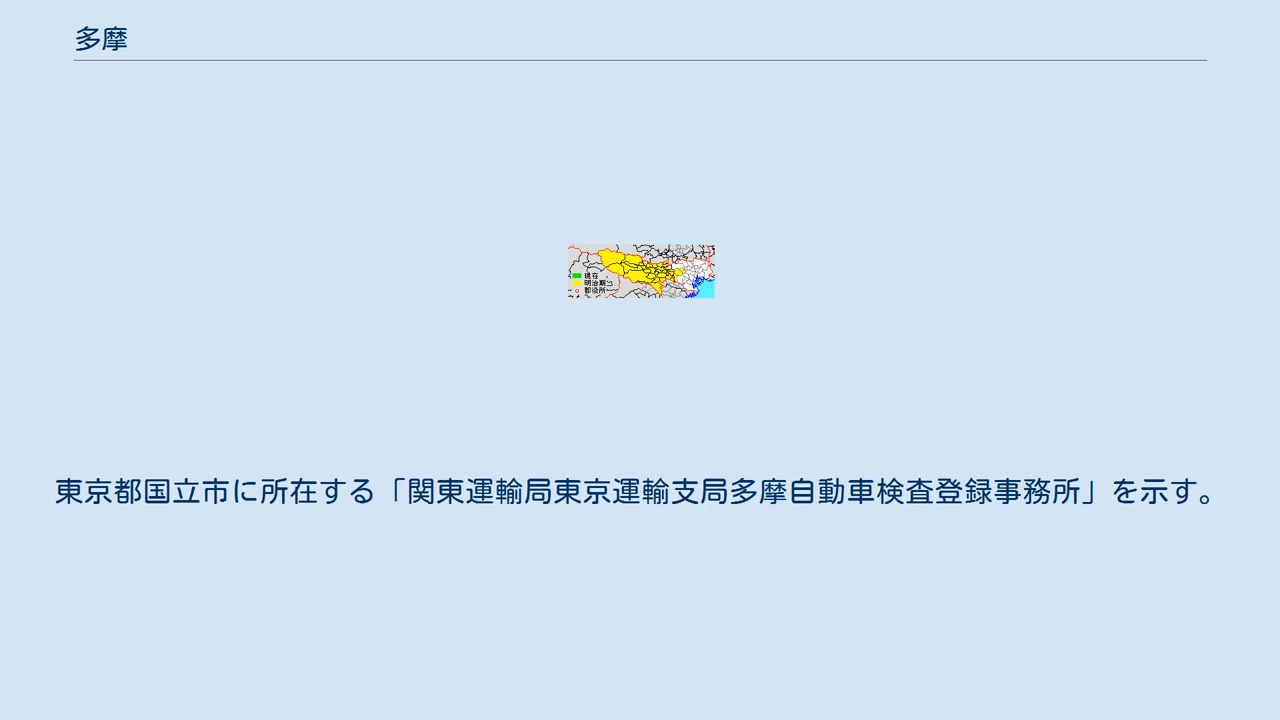 多摩
現在
明治期
郡役所
東京都国立市に所在する「関東運輸局東京運輸支局多摩自動車検査登録事務所」を示す。